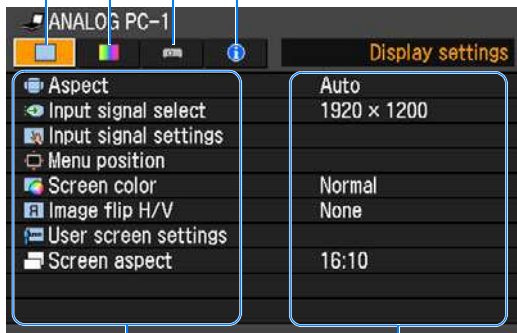 ANALOG PC-1
Display settings
Aspect Auto
Input signal select 1920 × 1200
Input signal settings
Menu position
Screen color Normal
Image flip H/V None
User screen settings
Screen aspect 16:10